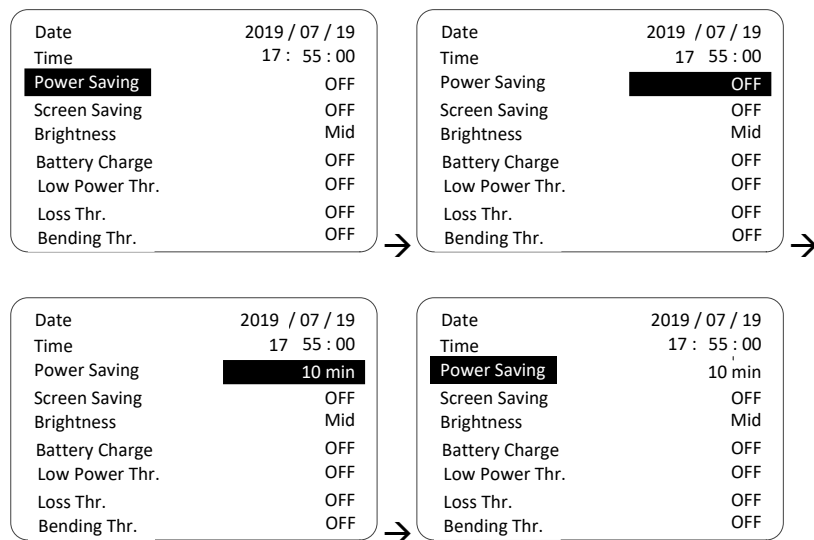 Date 2019 / 07 / 19
Time 17 : 55 : 00
Power Saving OFF
Screen Saving OFF
Brightness Mid
Battery Charge OFF
Low Power Thr. OFF
Loss Thr. OFF
Bending Thr. OFF
→
Date 2019 / 07 / 19
Time 17 55 : 00
Power Saving OFF
Screen Saving OFF
Brightness Mid
Battery Charge OFF
Low Power Thr. OFF
Loss Thr. OFF
Bending Thr. OFF
→
Date 2019 / 07 / 19
Time 17 55 : 00
Power Saving 10 min
Screen Saving OFF
Brightness Mid
Battery Charge OFF
Low Power Thr. OFF
Loss Thr. OFF
Bending Thr. OFF
→
Date 2019 / 07 / 19
Time 17 : 55 : 00
Power Saving 10 min
Screen Saving OFF
Brightness Mid
Battery Charge OFF
Low Power Thr. OFF
Loss Thr. OFF
Bending Thr. OFF